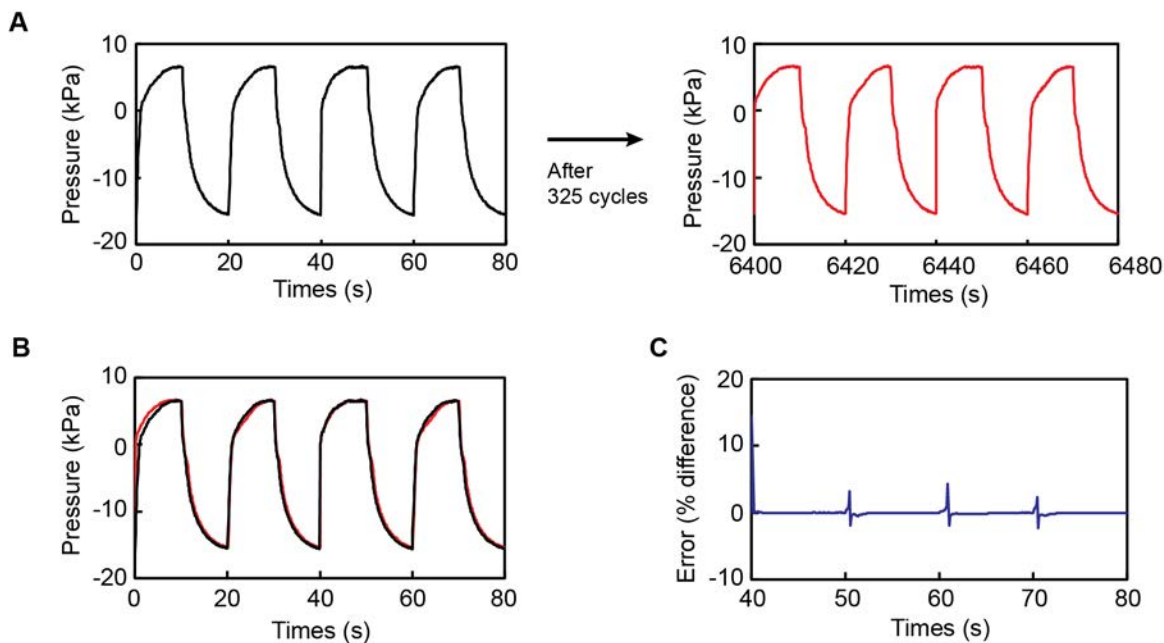 A
10
0
-10
-20
Pressure (kPa)
0 20 40 60 80
Times (s)
After
325 cycles
10
0
-10
-20
Pressure (kPa)
6400 6420 6440 6460 6480
Times (s)
B
10
0
-10
-20
Pressure (kPa)
0 20 40 60 80
Times (s)
C
20
10
0
-10
Error (% difference)
40 50 60 70 80
Times (s)